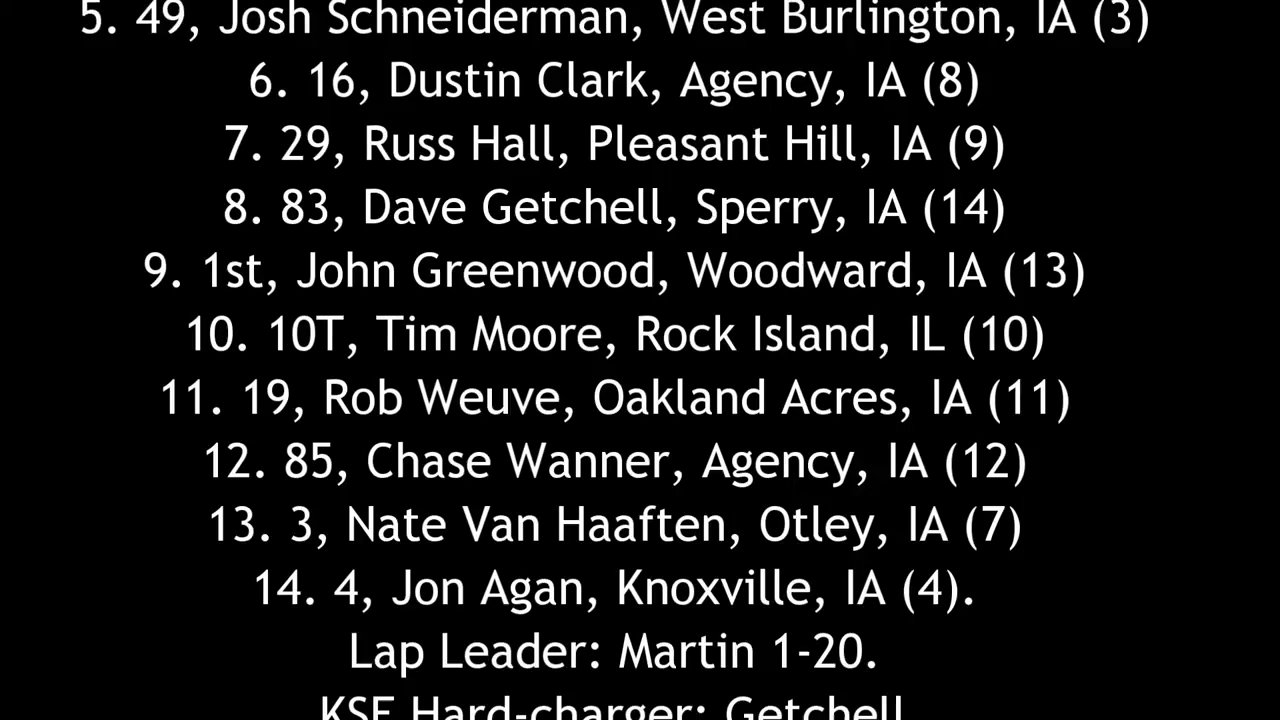 5. 49, Josh Schneiderman, West Burlington, IA (3)
6. 16, Dustin Clark, Agency, IA (8)
7. 29, Russ Hall, Pleasant Hill, IA (9)
8. 83, Dave Getchell, Sperry, IA (14)
9. 1st, John Greenwood, Woodward, IA (13)
10. 10T, Tim Moore, Rock Island, IL (10)
11. 19, Rob Weuve, Oakland Acres, IA (11)
12. 85, Chase Wanner, Agency, IA (12)
13. 3, Nate Van Haaften, Otley, IA (7)
14. 4, Jon Agan, Knoxville, IA (4).
Lap Leader: Martin 1-20.
KSE Hard-charger: Getchell